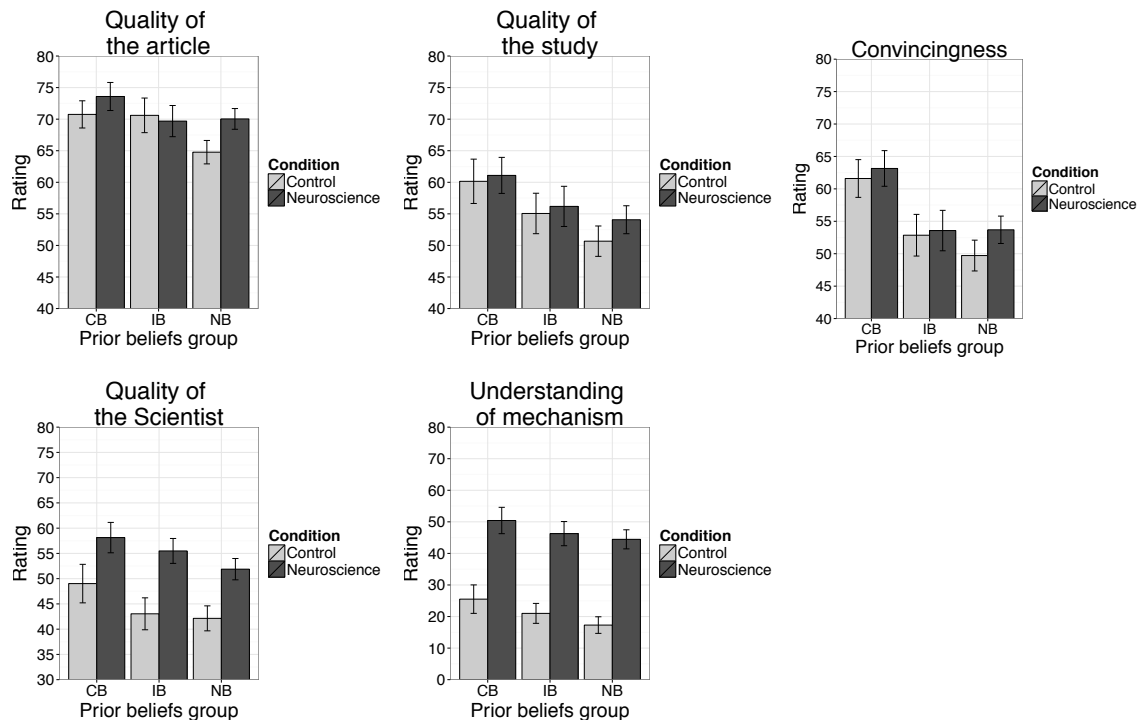 Quality of
the article
80
75
70
65
60
55
50
45
40
Rating
CB IB NB
Prior beliefs group
Condition
Control
Neuroscience
Quality of
the study
80
75
70
65
60
55
50
45
40
Rating
CB IB NB
Prior beliefs group
Condition
Control
Neuroscience
Convincingness
80
75
70
65
60
55
50
45
40
Rating
CB IB NB
Prior beliefs group
Condition
Control
Neuroscience
Quality of
the Scientist
80
75
70
65
60
55
50
45
40
35
30
Rating
CB IB NB
Prior beliefs group
Condition
Control
Neuroscience
Understanding
of mechanism
80
70
60
50
40
30
20
10
0
Rating
CB IB NB
Prior beliefs group
Condition
Control
Neuroscience